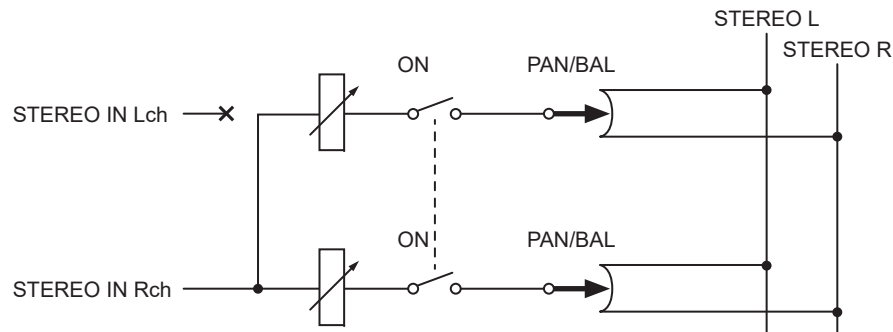 STEREO L
STEREO R
ON
PAN/BAL
STEREO IN Lch
ON
PAN/BAL
STEREO IN Rch